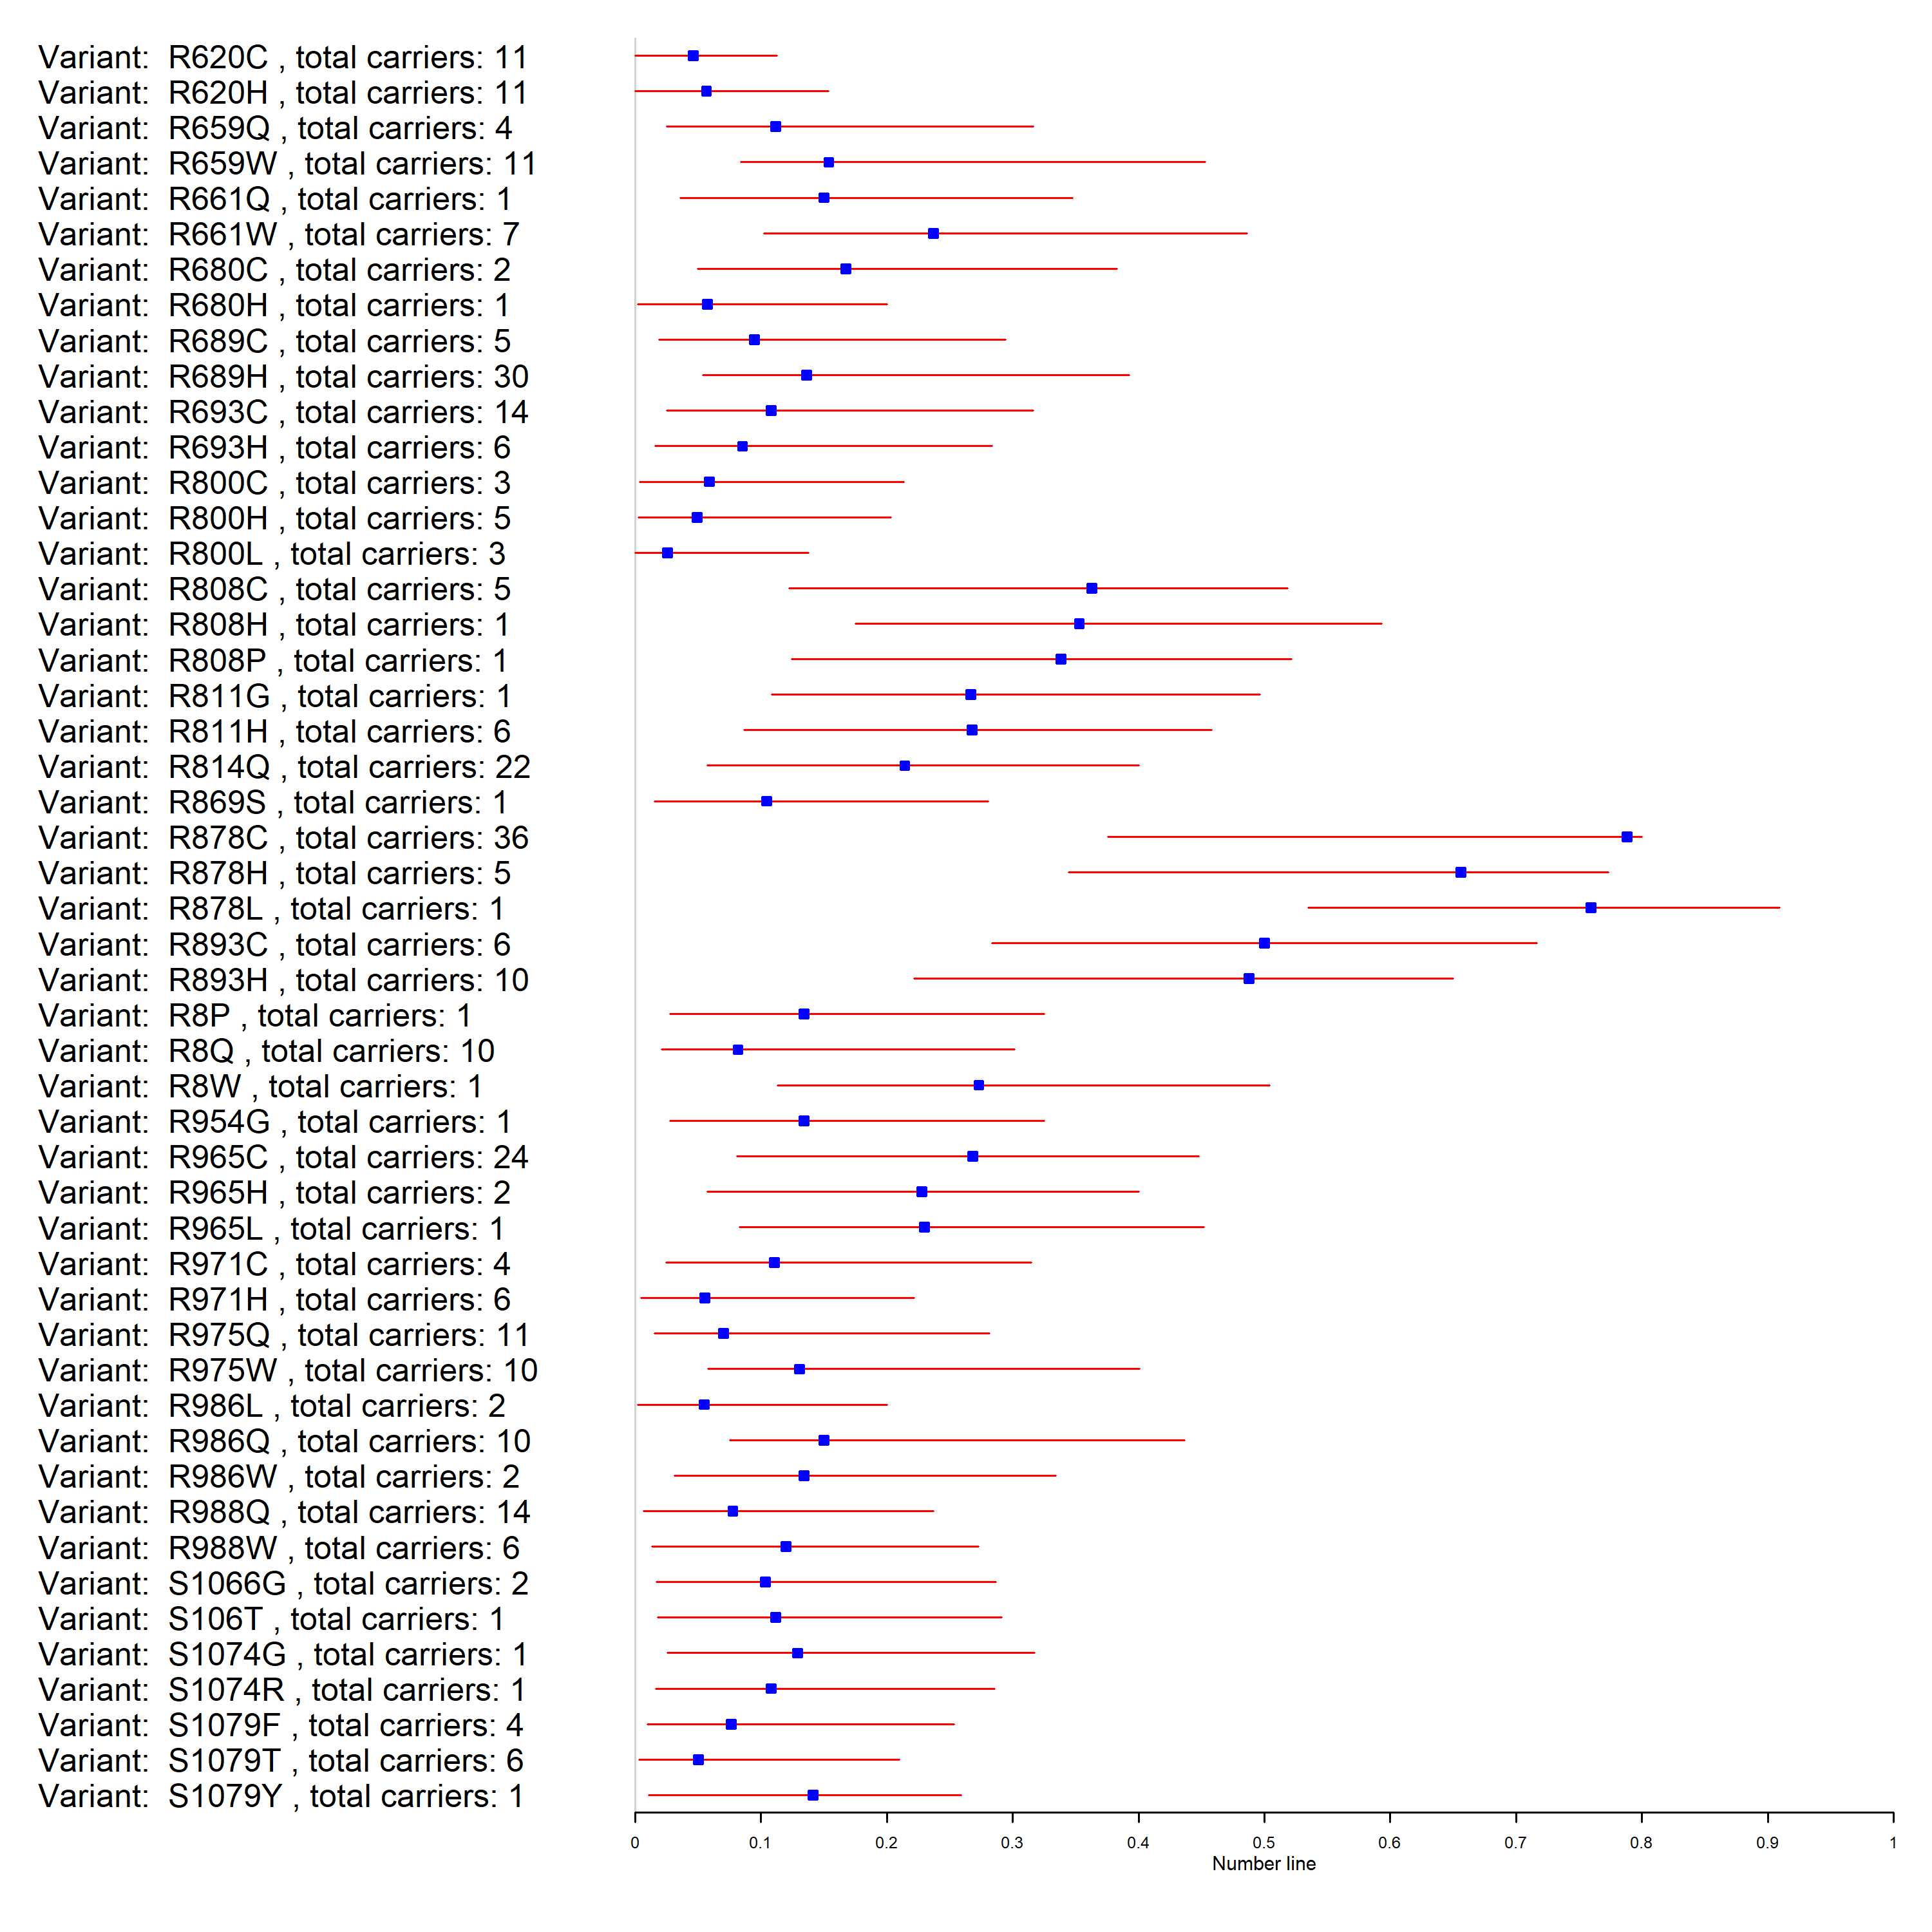 Variant:  R620C , total carriers: 11
Variant:  R620H , total carriers: 11
Variant:  R659Q , total carriers: 4
Variant:  R659W , total carriers: 11
Variant:  R661Q , total carriers: 1
Variant:  R661W , total carriers: 7
Variant:  R680C , total carriers: 2
Variant:  R680H , total carriers: 1
Variant:  R689C , total carriers: 5
Variant:  R689H , total carriers: 30
Variant:  R693C , total carriers: 14
Variant:  R693H , total carriers: 6
Variant:  R800C , total carriers: 3
Variant:  R800H , total carriers: 5
Variant:  R800L , total carriers: 3
Variant:  R808C , total carriers: 5
Variant:  R808H , total carriers: 1
Variant:  R808P , total carriers: 1
Variant:  R811G , total carriers: 1
Variant:  R811H , total carriers: 6
Variant:  R814Q , total carriers: 22
Variant:  R869S , total carriers: 1
Variant:  R878C , total carriers: 36
Variant:  R878H , total carriers: 5
Variant:  R878L , total carriers: 1
Variant:  R893C , total carriers: 6
Variant:  R893H , total carriers: 10
Variant:  R8P , total carriers: 1
Variant:  R8Q , total carriers: 10
Variant:  R8W , total carriers: 1
Variant:  R954G , total carriers: 1
Variant:  R965C , total carriers: 24
Variant:  R965H , total carriers: 2
Variant:  R965L , total carriers: 1
Variant:  R971C , total carriers: 4
Variant:  R971H , total carriers: 6
Variant:  R975Q , total carriers: 11
Variant:  R975W , total carriers: 10
Variant:  R986L , total carriers: 2
Variant:  R986Q , total carriers: 10
Variant:  R986W , total carriers: 2
Variant:  R988Q , total carriers: 14
Variant:  R988W , total carriers: 6
Variant:  S1066G , total carriers: 2
Variant:  S106T , total carriers: 1
Variant:  S1074G , total carriers: 1
Variant:  S1074R , total carriers: 1
Variant:  S1079F , total carriers: 4
Variant:  S1079T , total carriers: 6
Variant:  S1079Y , total carriers: 1
0 0.1 0.2 0.3 0.4 0.5 0.6 0.7 0.8 0.9 1
Number line